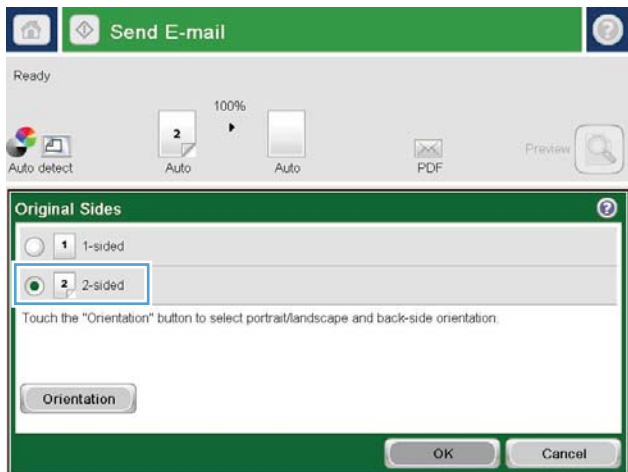 Send E-mail
Ready
100%
2
Auto detect
Auto
Auto
PDF
Preview
Original Sides
1 1-sided
2 2-sided
Touch the "Orientation" button to select portrait/landscape and back-side orientation.
Orientation
OK Cancel